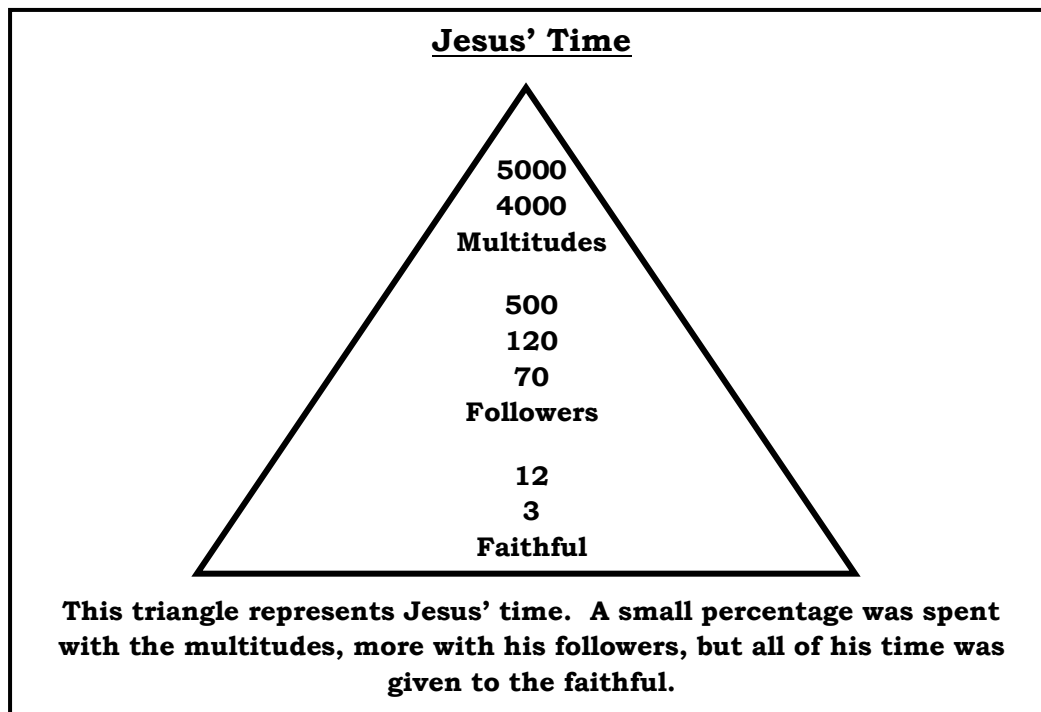 Jesus’ Time
5000
4000
Multitudes
500
120
70
Followers
12
3
Faithful
This triangle represents Jesus’ time.  A small percentage was spent
with the multitudes, more with his followers, but all of his time was
given to the faithful.